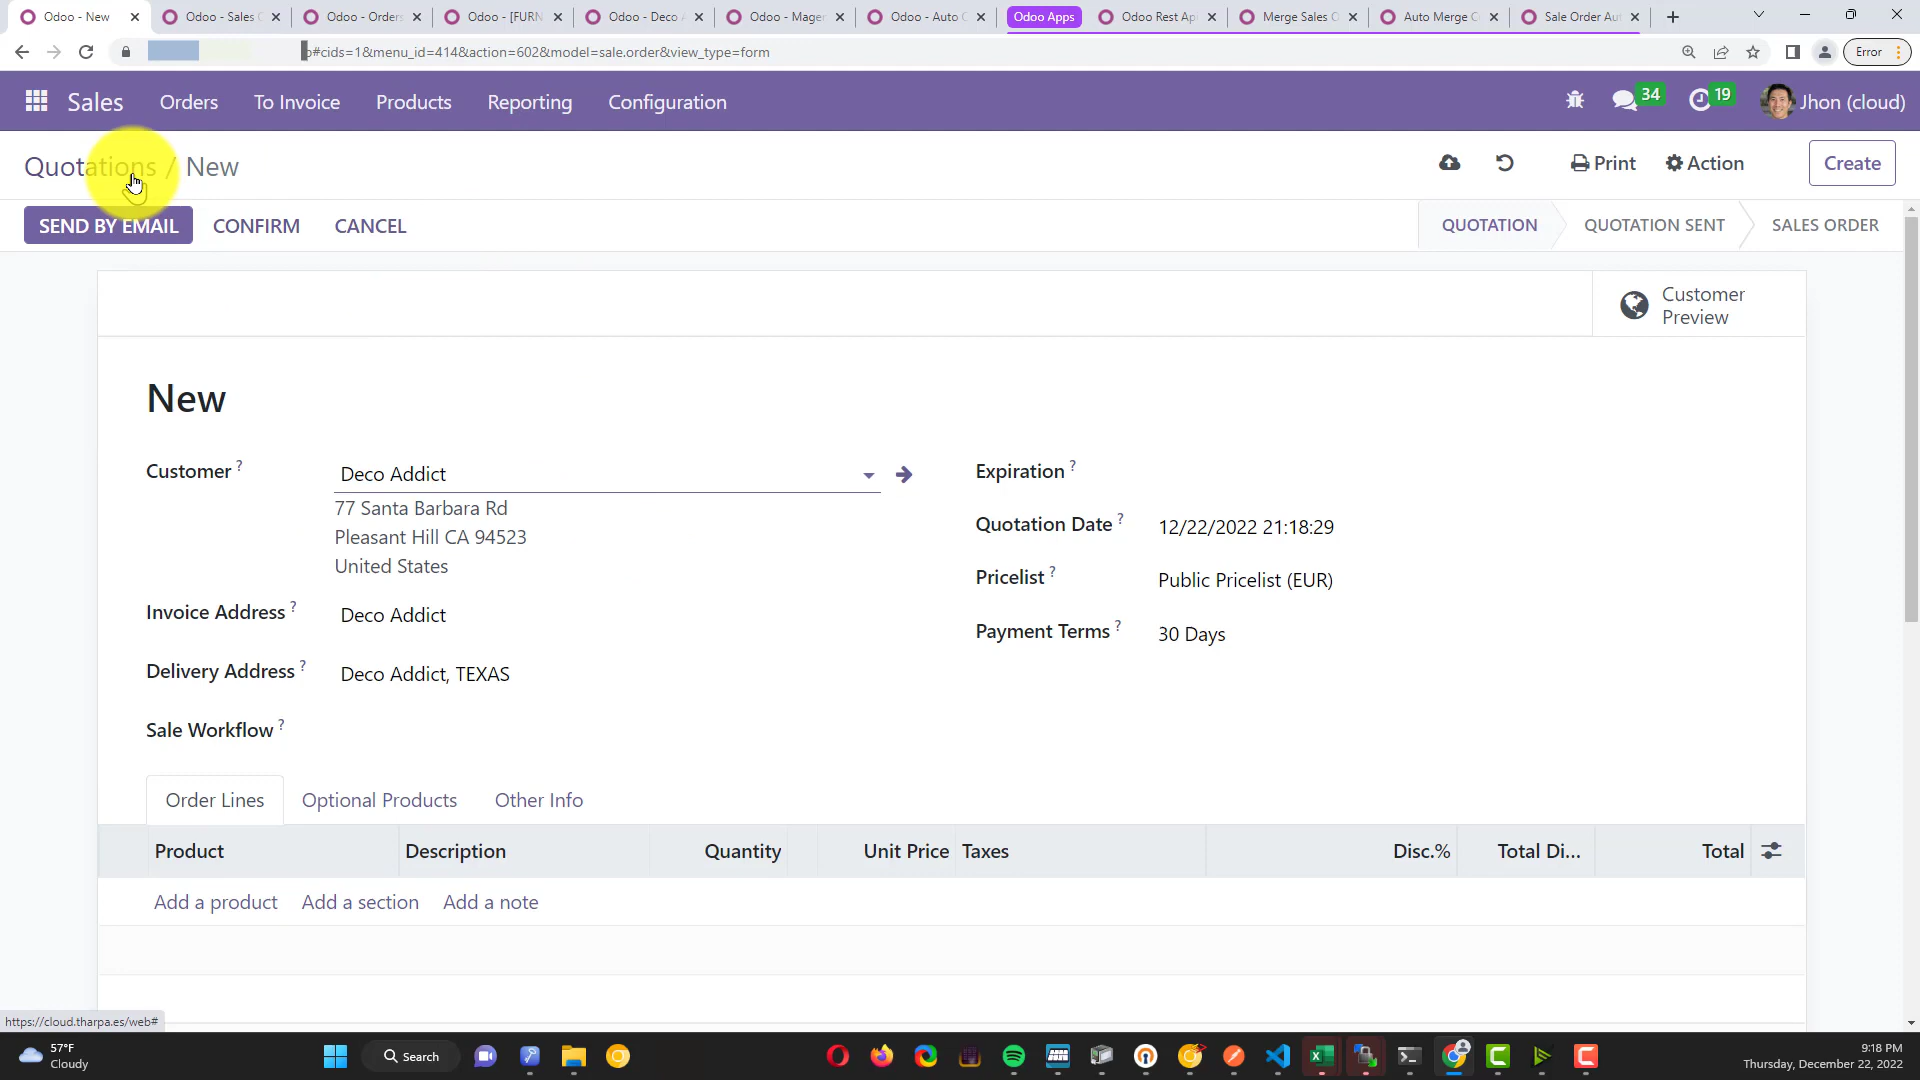 Odoo - New
Odoo - Sales
Odoo - Orders
Odoo - [FURN
Odoo - Deco
Odoo - Mage
Odoo - Auto
Odoo Apps
Odoo Rest Ap
Merge Sales O
Auto Merge
Sale Order Au
#cids=1&menu_id=414&action=602&model=sale.order&view_type=form
Error
Sales
Orders
To Invoice
Products
Reporting
Configuration
34
19
Jhon (cloud)
Quotations / New
Print
Action
Create
SEND BY EMAIL
CONFIRM
CANCEL
QUOTATION
QUOTATION SENT
SALES ORDER
Customer
Preview
New
Customer ?
Deco Addict
77 Santa Barbara Rd
Pleasant Hill CA 94523
United States
Invoice Address ?
Deco Addict
Delivery Address ?
Deco Addict, TEXAS
Sale Workflow ?
Expiration ?
Quotation Date ?
12/22/2022 21:18:29
Pricelist ?
Public Pricelist (EUR)
Payment Terms ?
30 Days
Order Lines
Optional Products
Other Info
Product
Description
Quantity
Unit Price
Taxes
Disc.%
Total Di...
Total
Add a product
Add a section
Add a note
https://cloud.tharpa.es/web#
57°F
Cloudy
Search
9:18 PM
Thursday, December 22, 2022